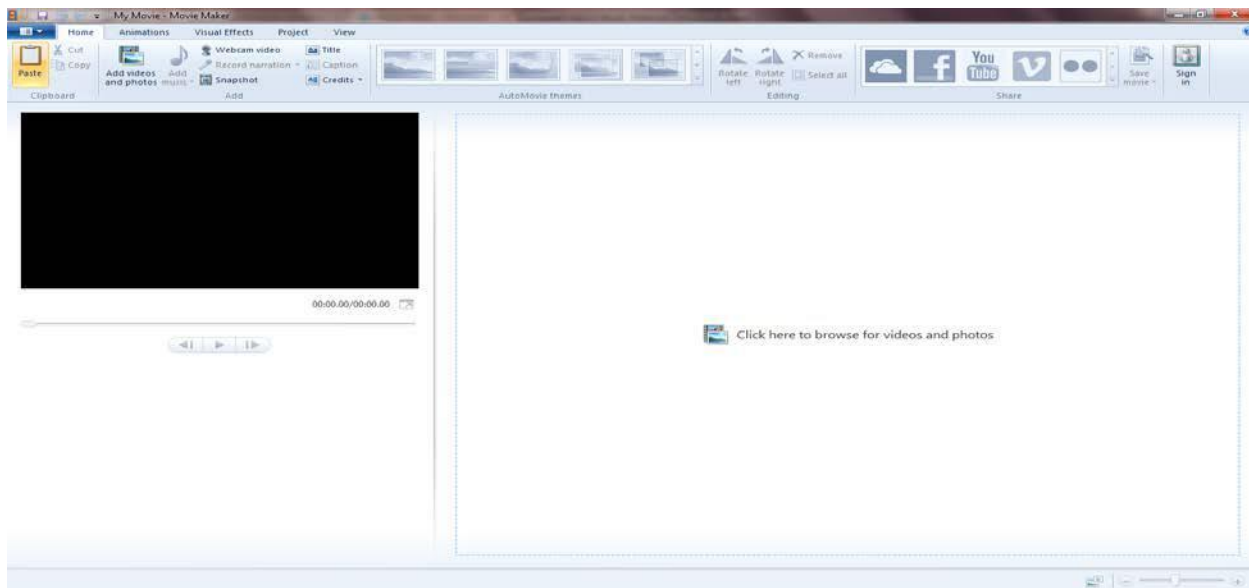 My Movie - Movie Maker
Home Animations Visual Effects Project View
Paste
Cut
Copy
Clipboard
Add videos and photos
Add music
Webcam video
Record narration
Snapshot
Title
Caption
Credits
Add
AutoMovie themes
Rotate left
Rotate right
Remove
Select all
Editing
f
You Tube
V
Share
Save movie
Sign in
00:00.00/00:00.00
Click here to browse for videos and photos